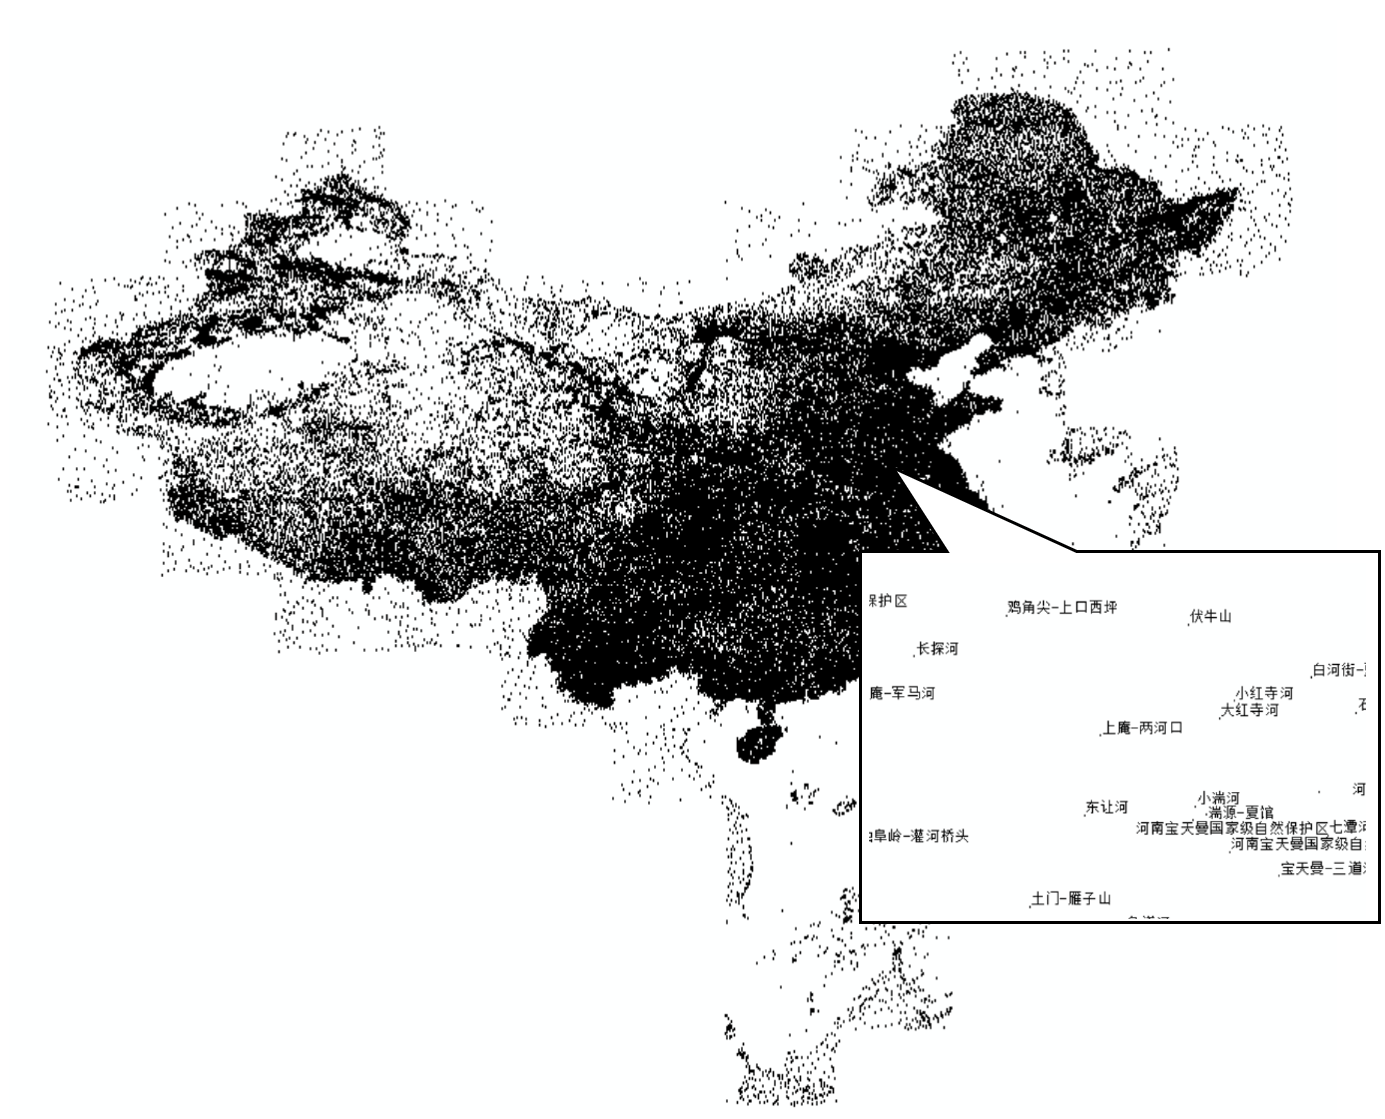 保护区
鸡角尖-上口西坪
伏牛山
长探河
白河街-
庵-军马河
小红寺河
大红寺河
石
上庵-两河口
河
小湍河
东让河
湍源-夏馆
河南宝天曼国家级自然保护区七潭河
阜岭-灌河桥头
河南宝天曼国家级自
宝天曼-三道
土门-雁子山